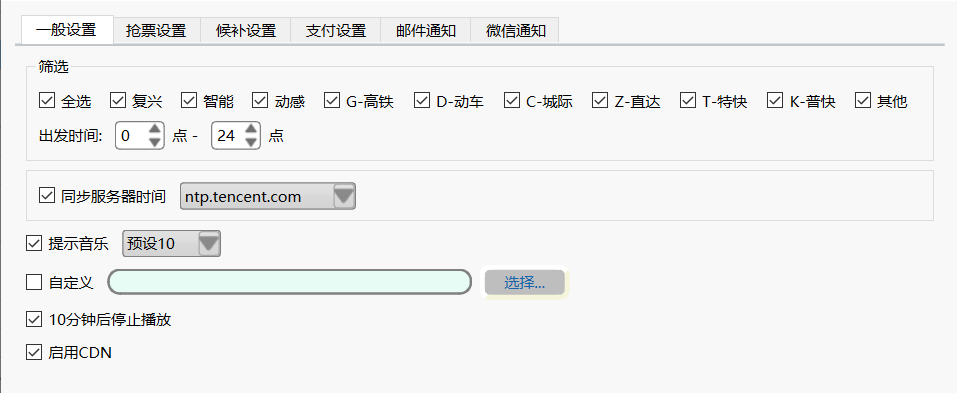 一般设置 抢票设置 候补设置 支付设置 邮件通知 微信通知
筛选
全选 复兴 智能 动感 G-高铁 D-动车 C-城际 Z-直达 T-特快 K-普快 其他
出发时间: 0 点 - 24 点
同步服务器时间 ntp.tencent.com
提示音乐 预设10
自定义 选择...
10分钟后停止播放
启用CDN